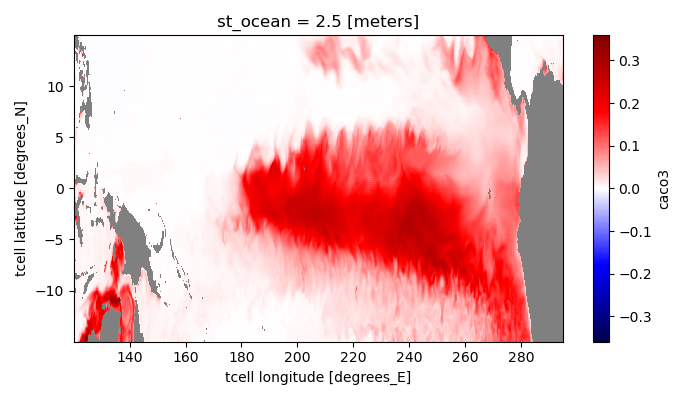 st_ocean = 2.5 [meters]
10
5
0
−5
−10
tcell latitude [degrees_N]
140 160 180 200 220 240 260 280
tcell longitude [degrees_E]
0.3
0.2
0.1
0.0
−0.1
−0.2
−0.3
caco3